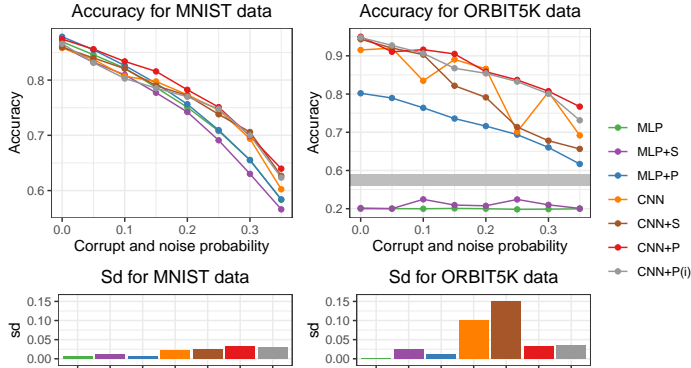 Accuracy for MNIST data
Accuracy
0.8
0.7
0.6
0.0 0.1 0.2 0.3
Corrupt and noise probability
Accuracy for ORBIT5K data
Accuracy
0.9
0.8
0.7
0.6
0.2
0.0 0.1 0.2 0.3
Corrupt and noise probability
MLP
MLP+S
MLP+P
CNN
CNN+S
CNN+P
CNN+P(i)
Sd for MNIST data
sd
0.15
0.10
0.05
0.00
Sd for ORBIT5K data
sd
0.15
0.10
0.05
0.00